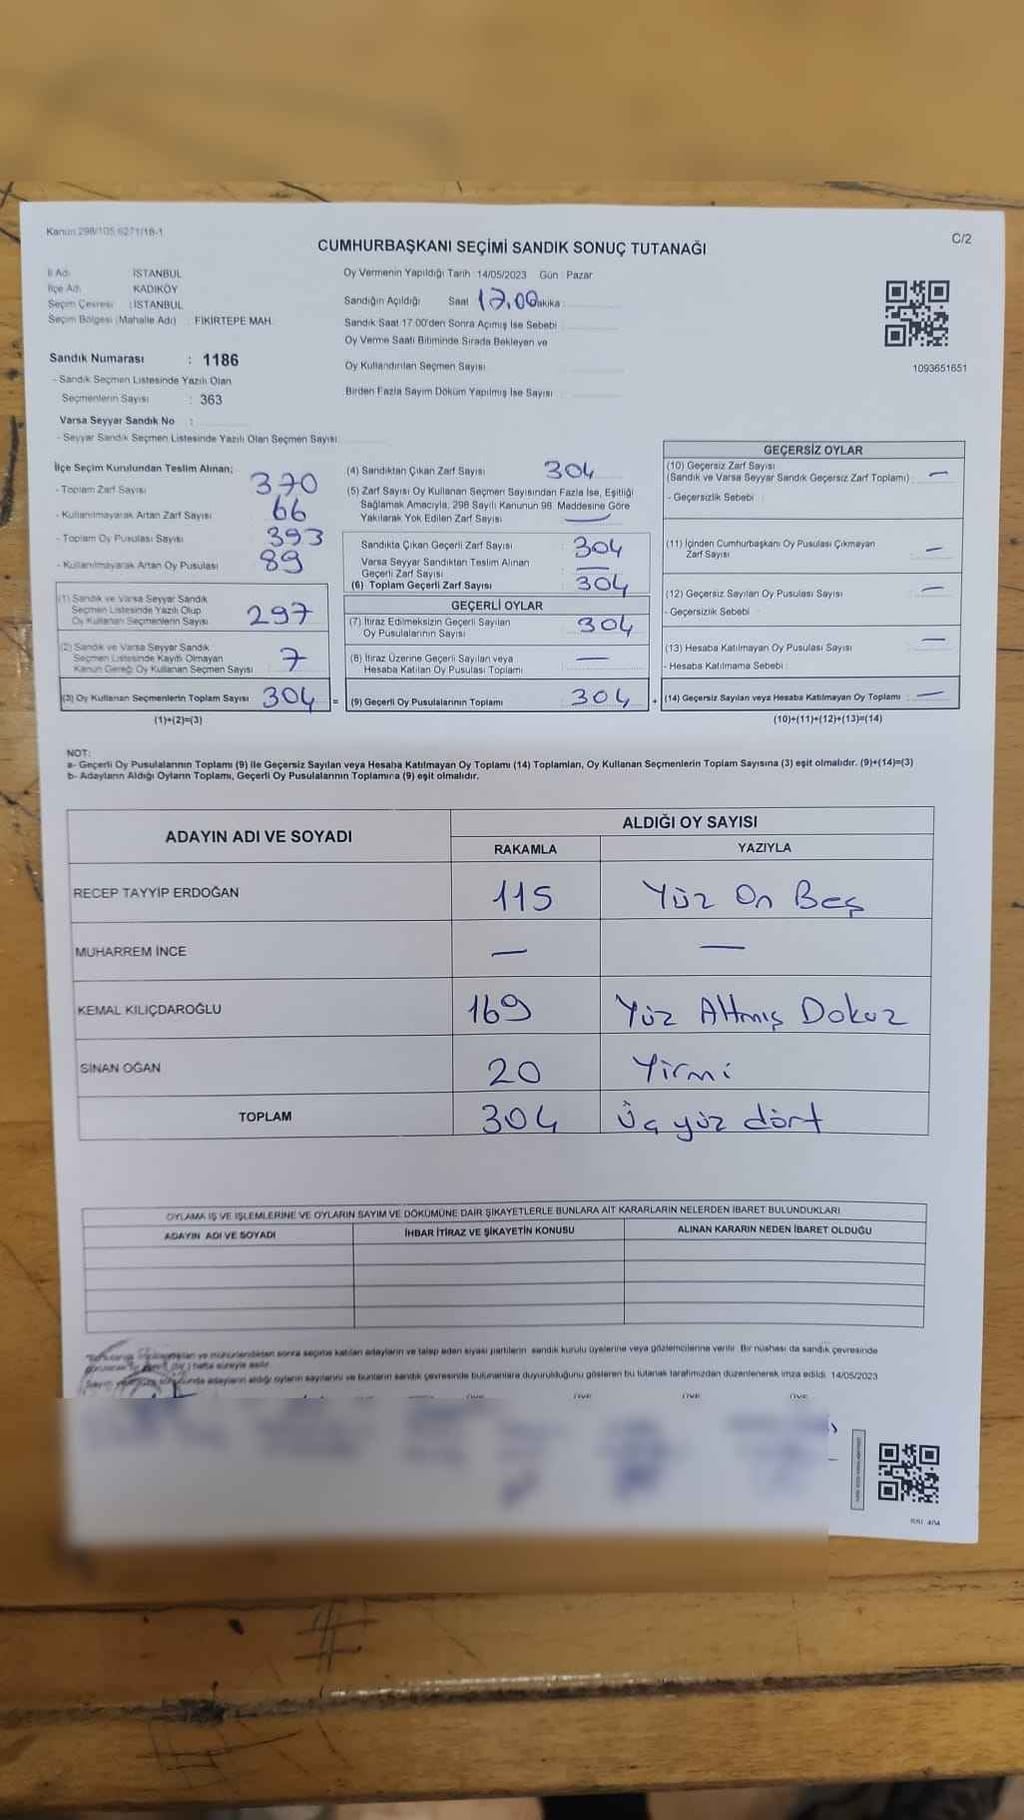 Kanun 298/105,6271/18-1
C/2
CUMHURBAŞKANI SEÇİMİ SANDIK SONUÇ TUTANAĞI
İl Adı : İSTANBUL
İlçe Adı : KADIKÖY
Seçim Çevresi : İSTANBUL
Seçim Bölgesi (Mahalle Adı) : FİKİRTEPE MAH.
Sandık Numarası : 1186
- Sandık Seçmen Listesinde Yazılı Olan
Seçmenlerin Sayısı : 363
Varsa Seyyar Sandık No :
- Seyyar Sandık Seçmen Listesinde Yazılı Olan Seçmen Sayısı:
Oy Vermenin Yapıldığı Tarih 14/05/2023 Gün : Pazar
Sandığın Açıldığı Saat 17.00 Dakika :
Sandık Saat 17.00'den Sonra Açımış İse Sebebi :
Oy Verme Saati Bitiminde Sırada Bekleyen ve
Oy Kullandırılan Seçmen Sayısı :
Birden Fazla Sayım Döküm Yapılmış İse Sayısı :
1093651651
İlçe Seçim Kurulundan Teslim Alınan;
- Toplam Zarf Sayısı : 370
- Kullanılmayarak Artan Zarf Sayısı : 66
- Toplam Oy Pusulası Sayısı : 393
- Kullanılmayarak Artan Oy Pusulası : 89
(1) Sandık ve Varsa Seyyar Sandık
Seçmen Listesinde Yazılı Olup
Oy Kullanan Seçmenlerin Sayısı : 297
(2) Sandık ve Varsa Seyyar Sandık
Seçmen Listesinde Kayıtlı Olmayan
Kanun Gereği Oy Kullanan Seçmen Sayısı 7
(3) Oy Kullanan Seçmenlerin Toplam Sayısı : 304 =
(1)+(2)=(3)
(4) Sandıktan Çıkan Zarf Sayısı : 304
(5) Zarf Sayısı Oy Kullanan Seçmen Sayısından Fazla İse, Eşitliği
Sağlamak Amacıyla, 298 Sayılı Kanunun 98. Maddesine Göre
Yakılarak Yok Edilen Zarf Sayısı : —
Sandıkta Çıkan Geçerli Zarf Sayısı : 304
Varsa Seyyar Sandıktan Teslim Alınan
Geçerli Zarf Sayısı : —
(6) Toplam Geçerli Zarf Sayısı : 304
GEÇERLİ OYLAR
(7) İtiraz Edilmeksizin Geçerli Sayılan
Oy Pusulalarının Sayısı : 304
(8) İtiraz Üzerine Geçerli Sayılan veya
Hesaba Katılan Oy Pusulası Toplamı : —
(9) Geçerli Oy Pusulalarının Toplamı : 304 +
GEÇERSİZ OYLAR
(10) Geçersiz Zarf Sayısı
(Sandık ve Varsa Seyyar Sandık Geçersiz Zarf Toplamı) : —
- Geçersizlik Sebebi :
(11) İçinden Cumhurbaşkanı Oy Pusulası Çıkmayan
Zarf Sayısı : —
(12) Geçersiz Sayılan Oy Pusulası Sayısı : —
- Geçersizlik Sebebi :
(13) Hesaba Katılmayan Oy Pusulası Sayısı : —
- Hesaba Katılmama Sebebi :
(14) Geçersiz Sayılan veya Hesaba Katılmayan Oy Toplamı : —
(10)+(11)+(12)+(13)=(14)
NOT:
a- Geçerli Oy Pusulalarının Toplamı (9) ile Geçersiz Sayılan veya Hesaba Katılmayan Oy Toplamı (14) Toplamları, Oy Kullanan Seçmenlerin Toplam Sayısına (3) eşit olmalıdır. (9)+(14)=(3)
b- Adayların Aldığı Oyların Toplamı, Geçerli Oy Pusulalarının Toplamına (9) eşit olmalıdır.
ADAYIN ADI VE SOYADI ALDIĞI OY SAYISI
RAKAMLA YAZIYLA
RECEP TAYYİP ERDOĞAN 115 Yüz On Beş
MUHARREM İNCE — —
KEMAL KILIÇDAROĞLU 169 Yüz Altmış Dokuz
SİNAN OĞAN 20 Yirmi
TOPLAM 304 Üç yüz dört
OYLAMA İŞ VE İŞLEMLERİNE VE OYLARIN SAYIM VE DÖKÜMÜNE DAİR ŞİKAYETLERLE BUNLARA AİT KARARLARIN NELERDEN İBARET BULUNDUKLARI
ADAYIN ADI VE SOYADI İHBAR İTİRAZ VE ŞİKAYETİN KONUSU ALINAN KARARIN NEDEN İBARET OLDUĞU
ve mühürlendikten sonra seçime katılan adayların ve talep eden siyasi partilerin sandık kurulu üyelerine veya gözlemcilerine verilir. Bir nüshası da sandık çevresinde
hafta süreyle asılır.
adayların aldığı oyların sayılarını ve bunların sandık çevresinde bulunanlara duyurulduğunu gösteren bu tutanak tarafımızdan düzenlenerek imza edildi. 14/05/2023